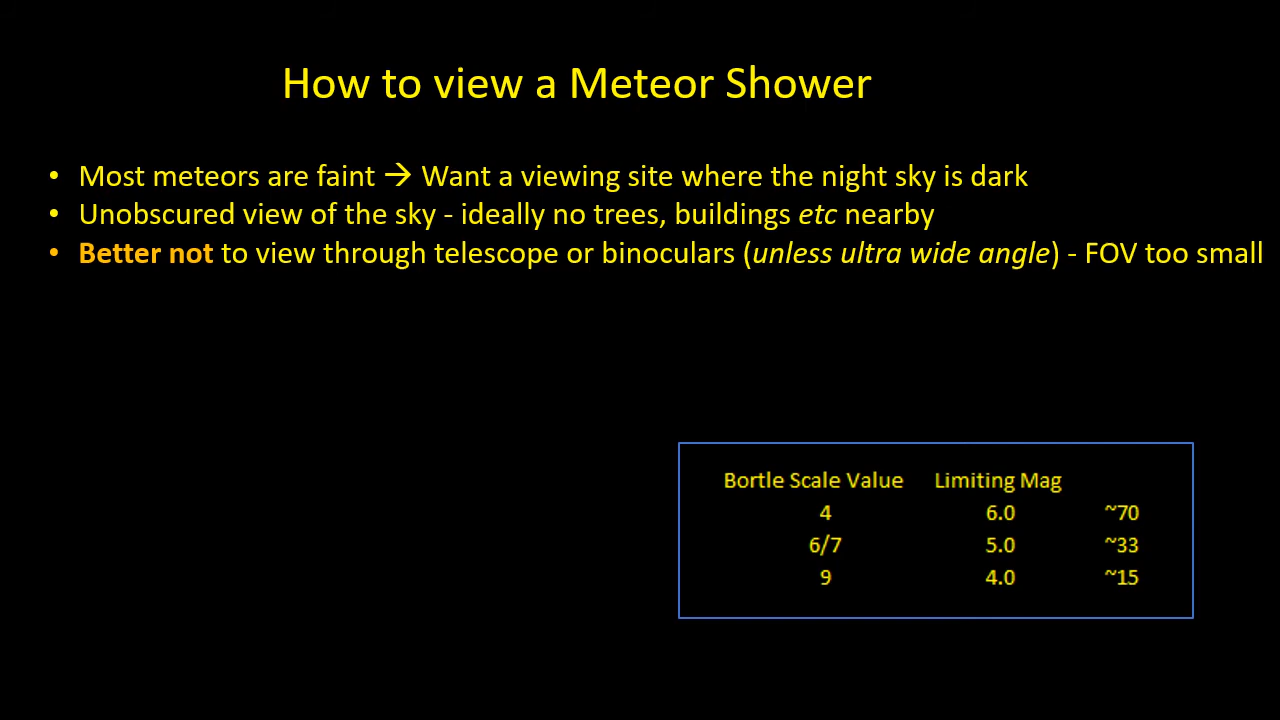 How to view a Meteor Shower
• Most meteors are faint → Want a viewing site where the night sky is dark
• Unobscured view of the sky - ideally no trees, buildings etc nearby
• Better not to view through telescope or binoculars (unless ultra wide angle) - FOV too small
Bortle Scale Value Limiting Mag
4 6.0 ~70
6/7 5.0 ~33
9 4.0 ~15